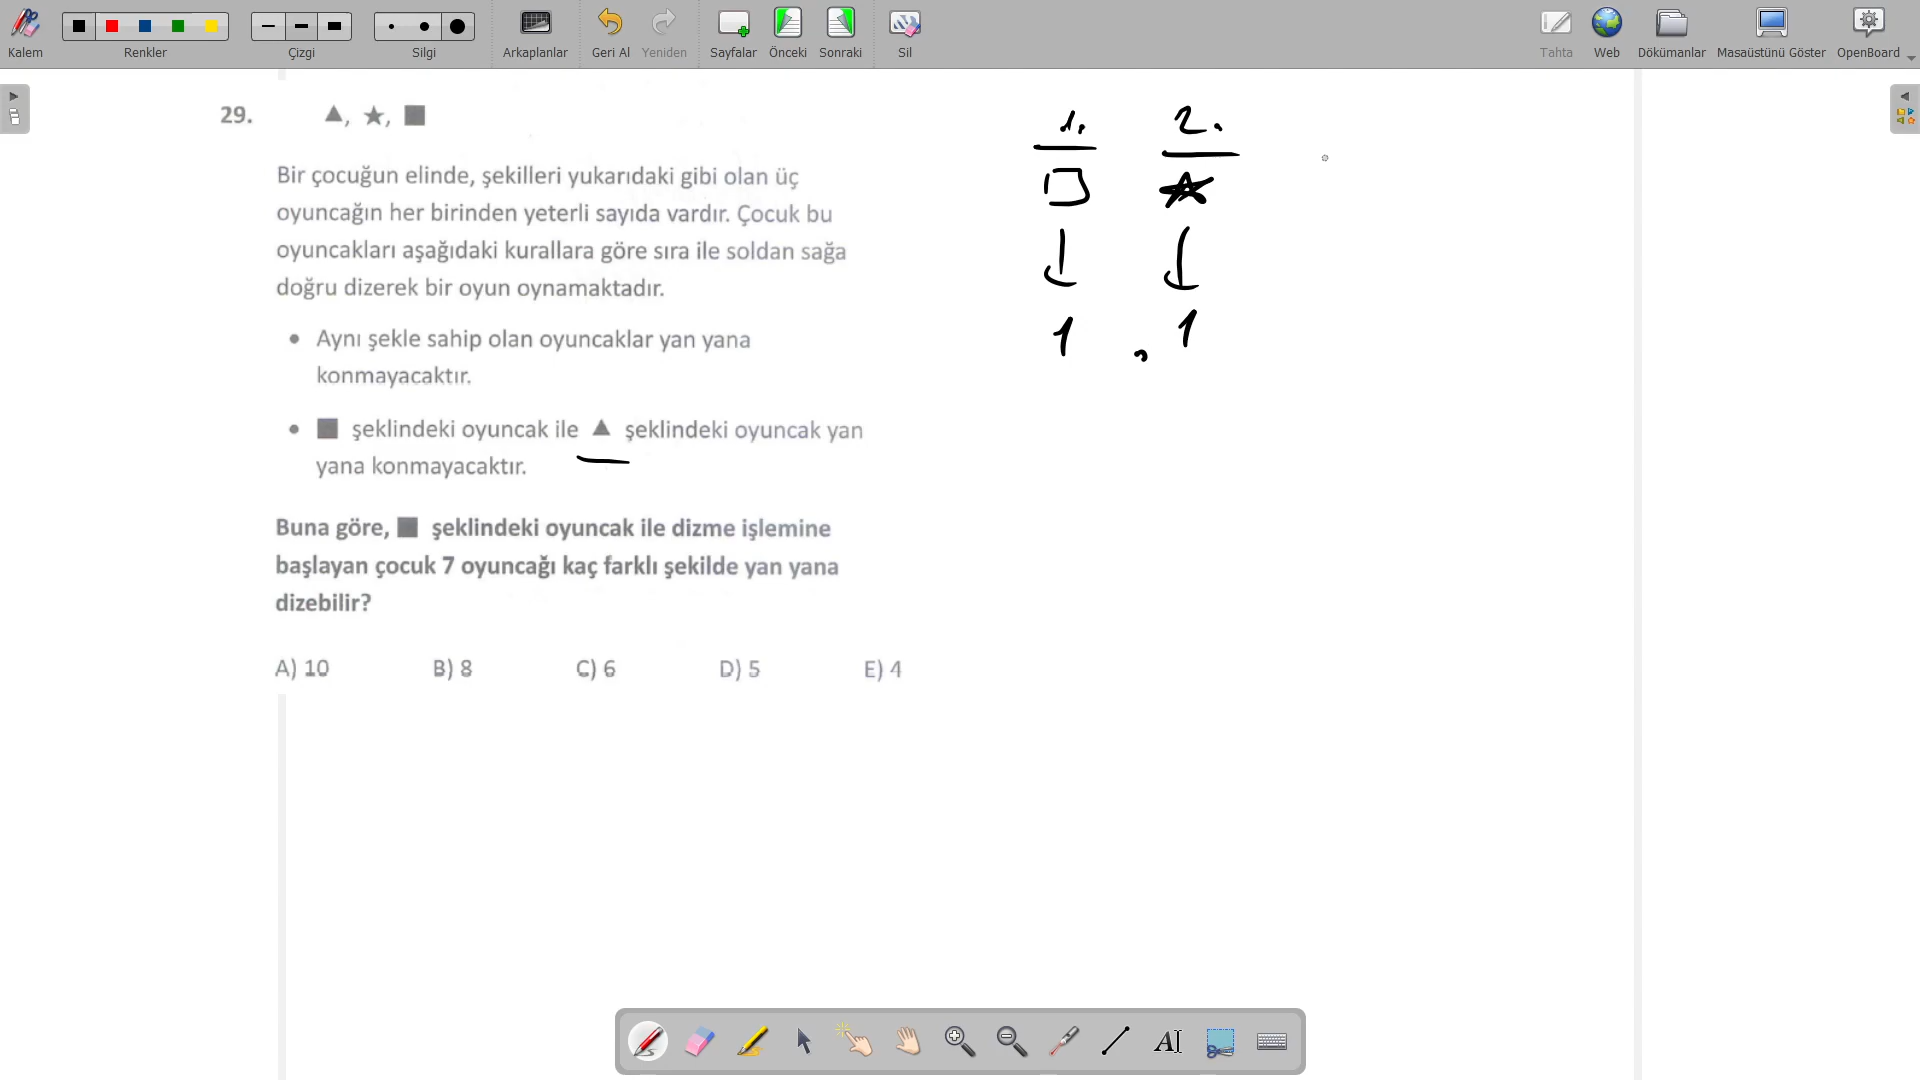 Kalem Renkler Çizgi Silgi Arkaplanlar Geri Al Yeniden Sayfalar Önceki Sonraki Sil Tahta Web Dökümanlar Masaüstünü Göster OpenBoard
29. ▲, ★, ■
Bir çocuğun elinde, şekilleri yukarıdaki gibi olan üç
oyuncağın her birinden yeterli sayıda vardır. Çocuk bu
oyuncakları aşağıdaki kurallara göre sıra ile soldan sağa
doğru dizerek bir oyun oynamaktadır.
• Aynı şekle sahip olan oyuncaklar yan yana
konmayacaktır.
• ■ şeklindeki oyuncak ile ▲ şeklindeki oyuncak yan
yana konmayacaktır.
Buna göre, ■ şeklindeki oyuncak ile dizme işlemine
başlayan çocuk 7 oyuncağı kaç farklı şekilde yan yana
dizebilir?
A) 10 B) 8 C) 6 D) 5 E) 4
1. 2.
1 . 1
AI